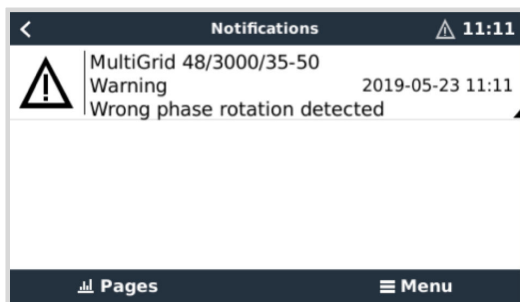 Notifications
11:11
MultiGrid 48/3000/35-50
Warning 2019-05-23 11:11
Wrong phase rotation detected
Pages Menu